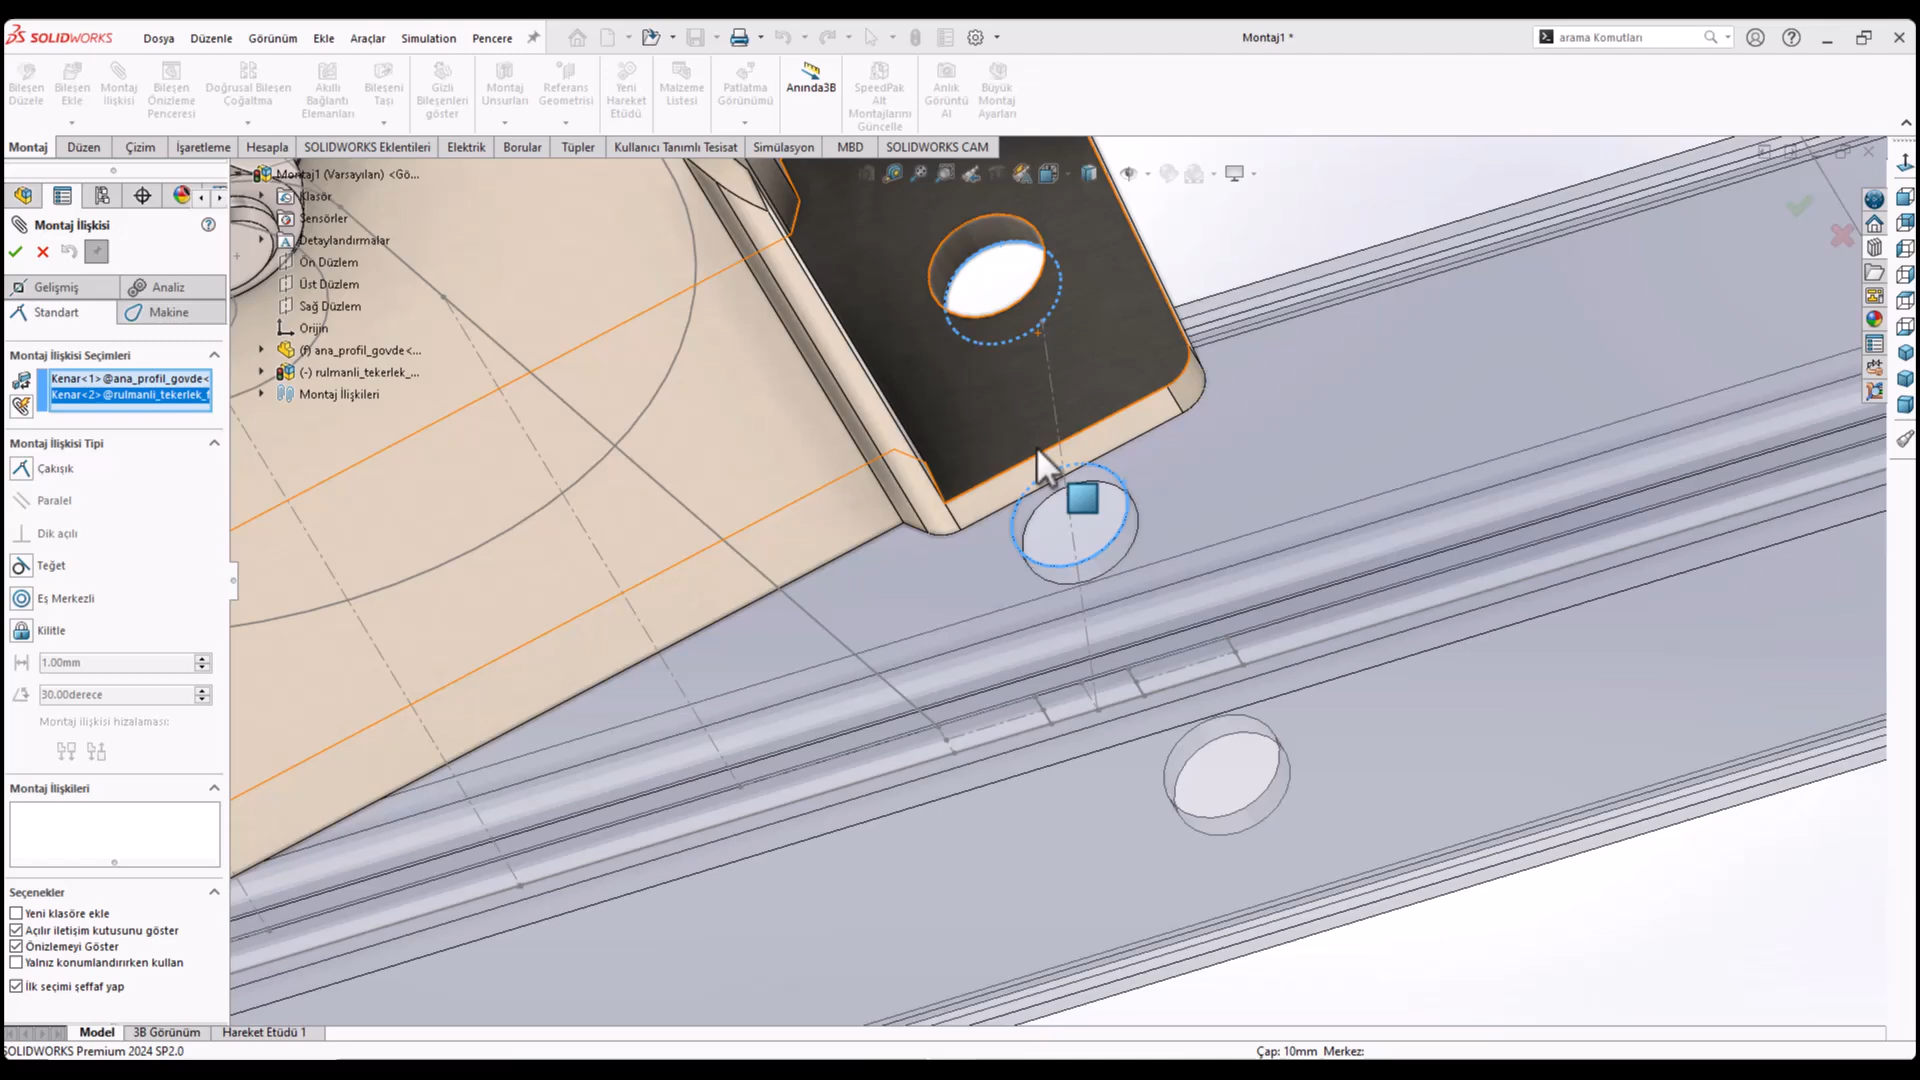 SOLIDWORKS
Dosya Düzenle Görünüm Ekle Araçlar Simulation Pencere
Montaj1 *
arama Komutları
Bileşen Düzele
Bileşen Ekle
Montaj İlişkisi
Bileşen Önizleme Penceresi
Doğrusal Bileşen Çoğaltma
Akıllı Bağlantı Elemanları
Bileşeni Taşı
Gizli Bileşenleri göster
Montaj Unsurları
Referans Geometrisi
Yeni Hareket Etüdü
Malzeme Listesi
Patlatma Görünümü
Anında3B
SpeedPak Alt Montajlarını Güncelle
Anlık Görüntü Al
Büyük Montaj Ayarları
Montaj Düzen Çizim İşaretleme Hesapla SOLIDWORKS Eklentileri Elektrik Borular Tüpler Kullanıcı Tanımlı Tesisat Simülasyon MBD SOLIDWORKS CAM
Montaj1 (Varsayılan) <Gö...
Klasör
Sensörler
Detaylandırmalar
Ön Düzlem
Üst Düzlem
Sağ Düzlem
Orijin
(f) ana_profil_govde<...
(-) rulmanli_tekerlek_...
Montaj İlişkileri
Montaj İlişkisi
Gelişmiş Analiz
Standart Makine
Montaj İlişkisi Seçimleri
Kenar<1>@ana_profil_govde<
Kenar<2>@rulmanli_tekerlek_f
Montaj İlişkisi Tipi
Çakışık
Paralel
Dik açılı
Teğet
Eş Merkezli
Kilitle
1.00mm
30.00derece
Montaj ilişkisi hizalaması:
Montaj İlişkileri
Seçenekler
Yeni klasöre ekle
Açılır iletişim kutusunu göster
Önizlemeyi Göster
Yalnız konumlandırırken kullan
İlk seçimi şeffaf yap
Model 3B Görünüm Hareket Etüdü 1
SOLIDWORKS Premium 2024 SP2.0
Çap: 10mm Merkez: